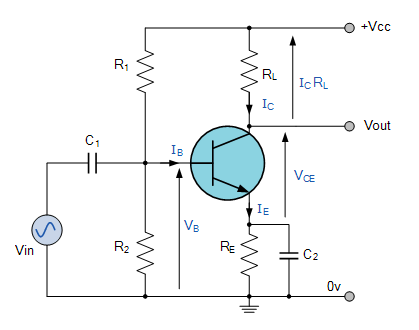 +Vcc
R1
RL
IC RL
IC
Vout
C1
IB
VCE
VB
IE
Vin
R2
RE
C2
0v